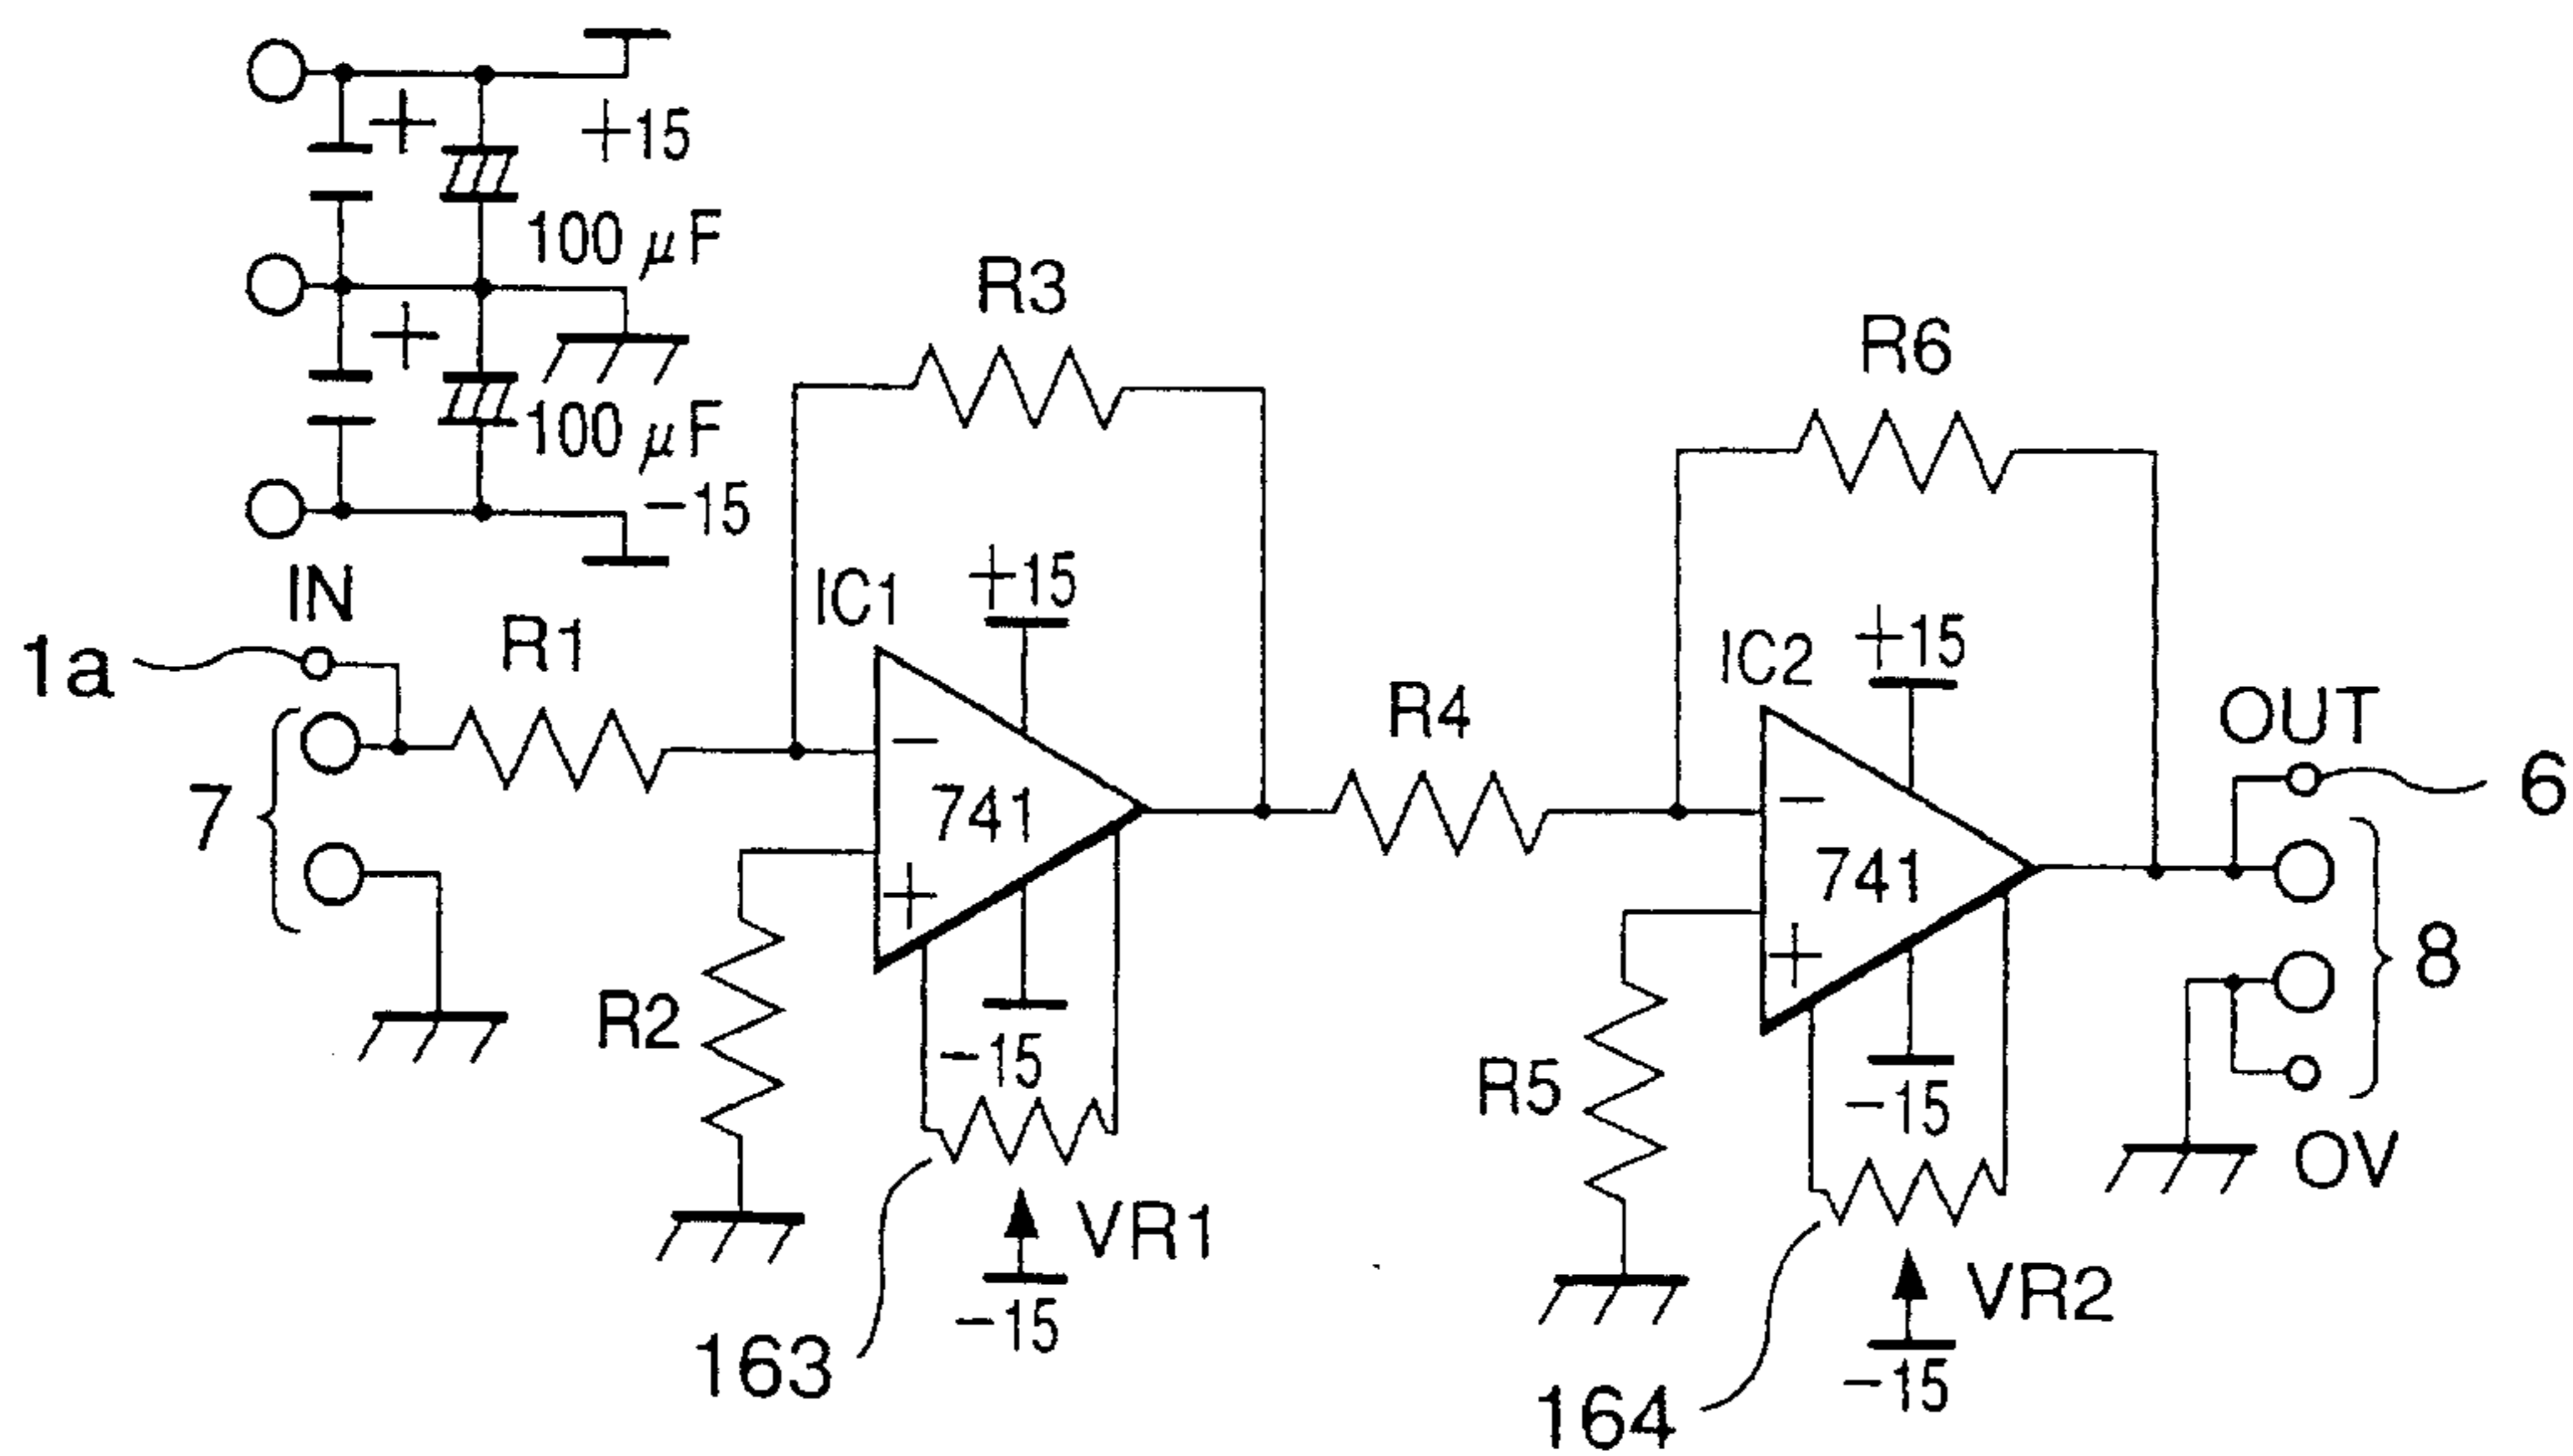 +
+15
100 μF
+
100 μF
-15
R3
R6
IN
IC1
+15
1a
R1
IC2
+15
OUT
6
R4
7
−
741
+
−
741
+
8
R2
-15
R5
-15
OV
VR1
-15
163
VR2
-15
164